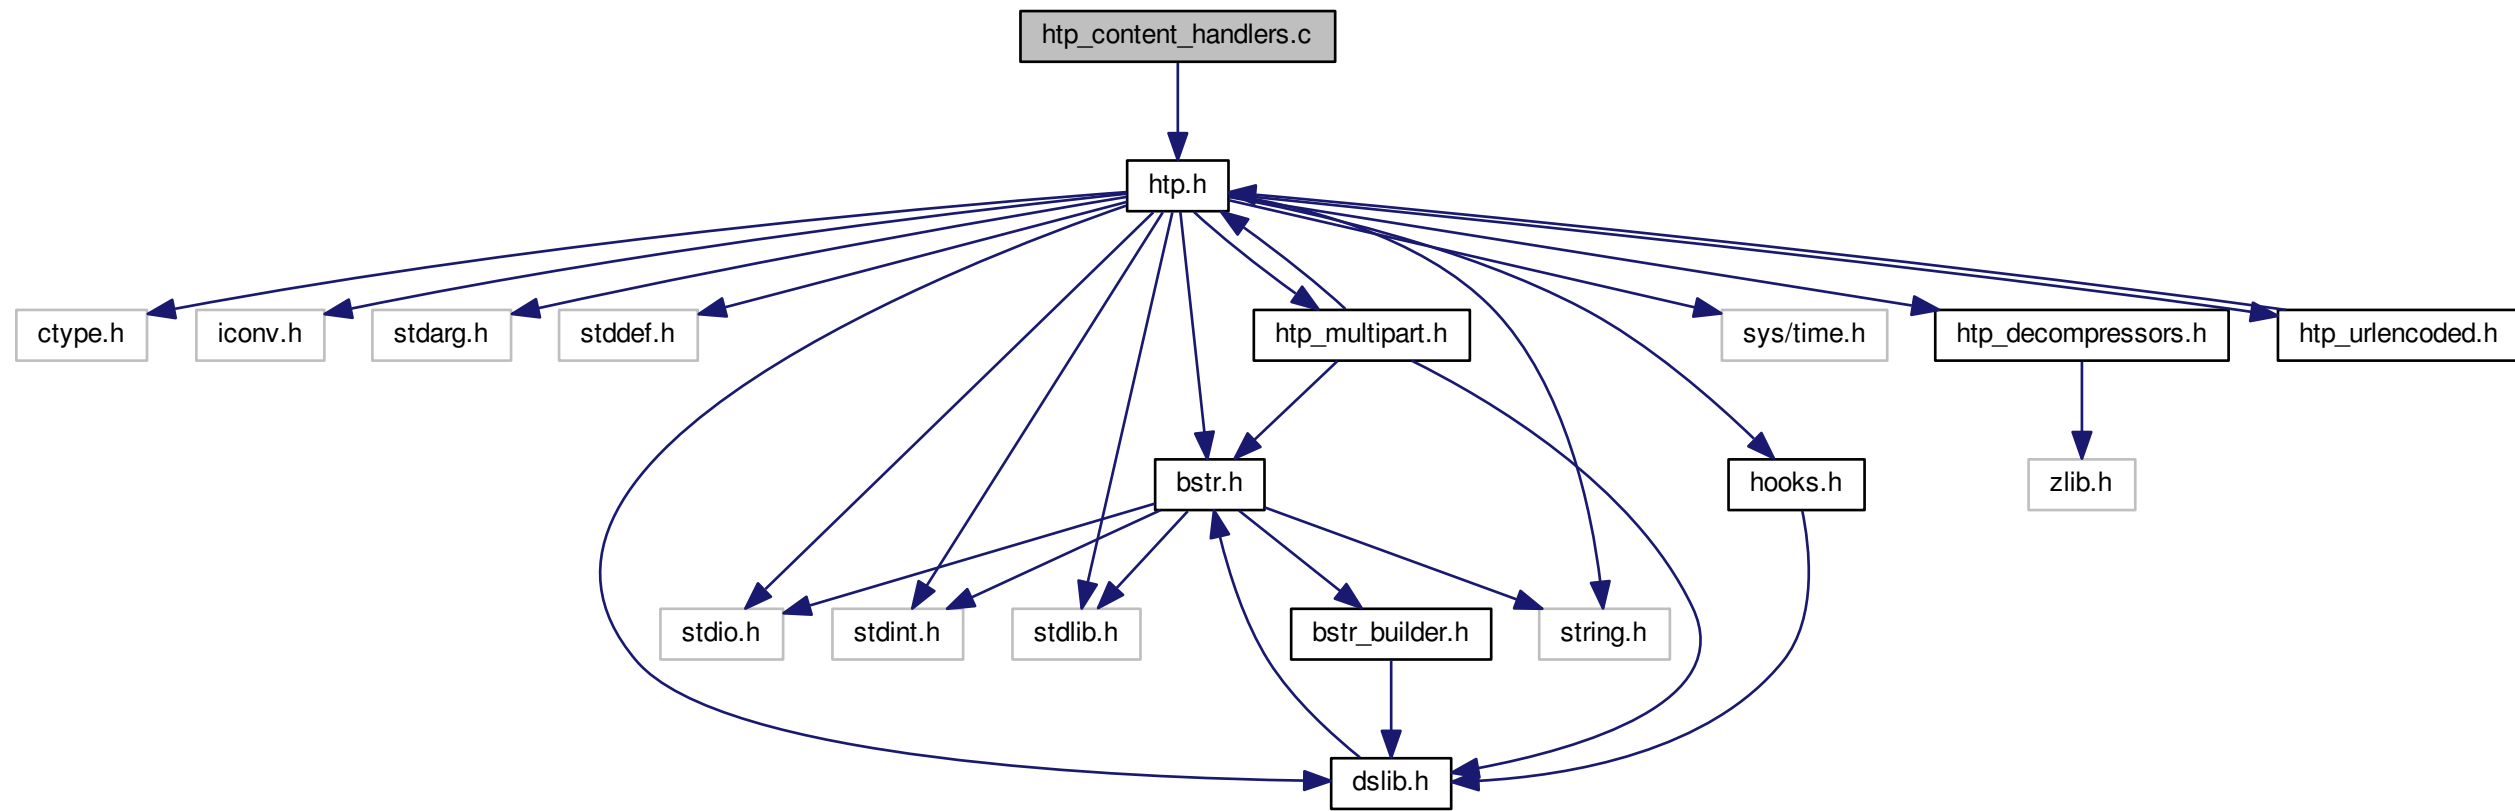 htp_content_handlers.c
htp.h
ctype.h
iconv.h
stdarg.h
stddef.h
htp_multipart.h
sys/time.h
htp_decompressors.h
htp_urlencoded.h
bstr.h
hooks.h
zlib.h
stdio.h
stdint.h
stdlib.h
bstr_builder.h
string.h
dslib.h